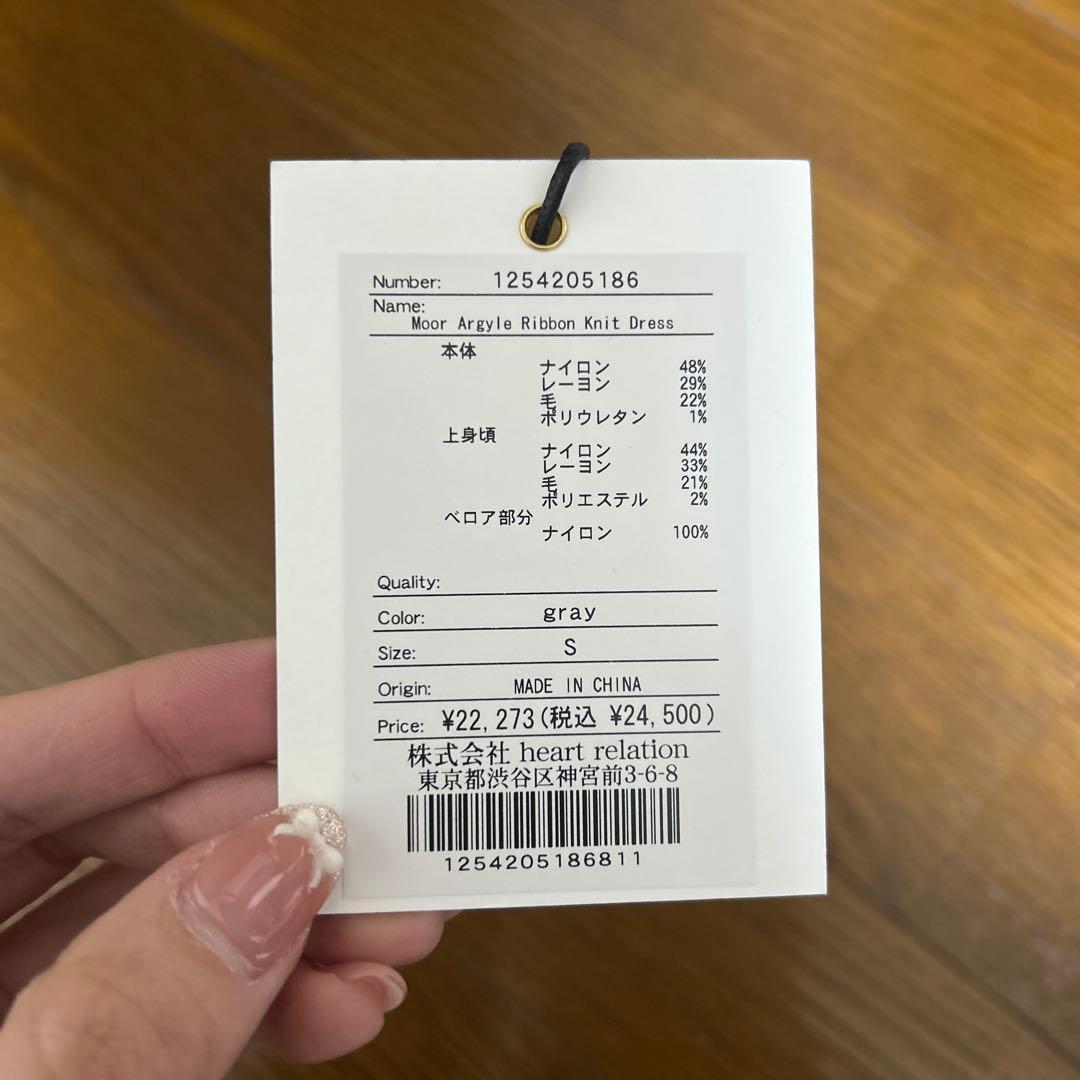 Number: 1254205186
Name:
Moor Argyle Ribbon Knit Dress
本体
ナイロン 48%
レーヨン 29%
毛 22%
ポリウレタン 1%
上身頃
ナイロン 44%
レーヨン 33%
毛 21%
ポリエステル 2%
ベロア部分
ナイロン 100%
Quality:
Color: gray
Size: S
Origin: MADE IN CHINA
Price: ¥22,273(税込 ¥24,500)
株式会社 heart relation
東京都渋谷区神宮前3-6-8
1254205186811